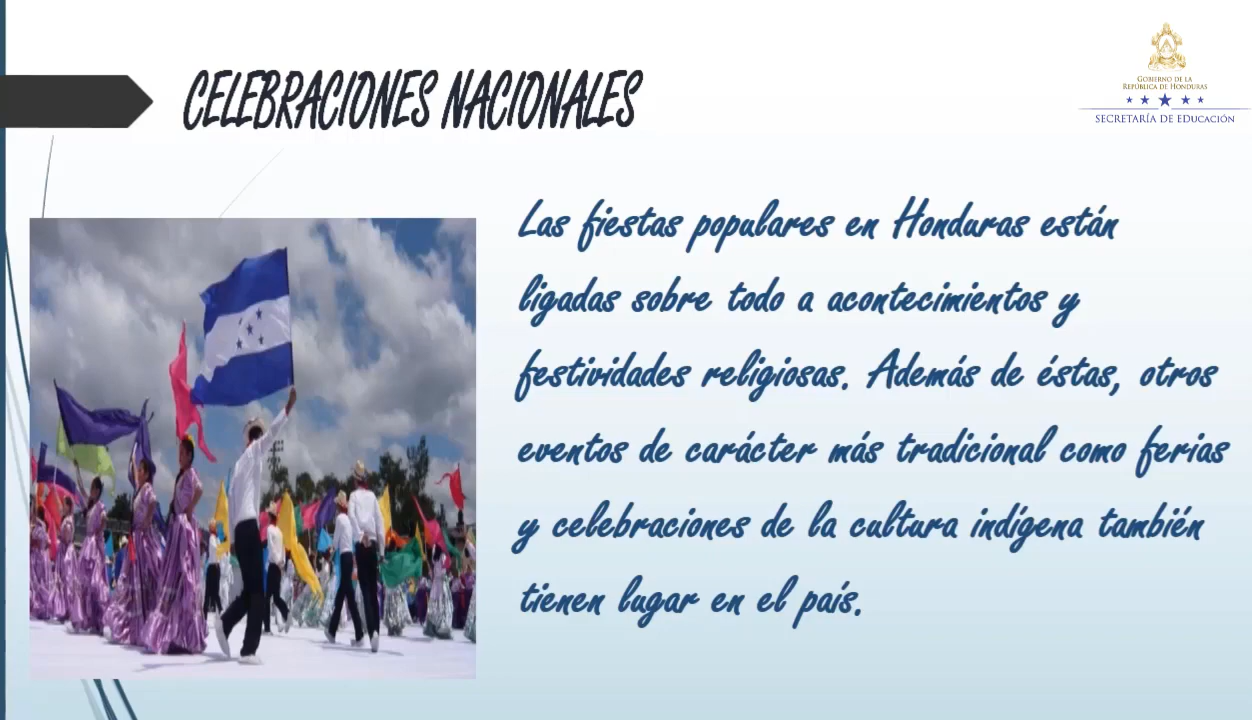 CELEBRACIONES NACIONALES
GOBIERNO DE LA
REPÚBLICA DE HONDURAS
SECRETARÍA DE EDUCACIÓN
Las fiestas populares en Honduras están
ligadas sobre todo a acontecimientos y
festividades religiosas. Además de éstas, otros
eventos de carácter más tradicional como ferias
y celebraciones de la cultura indígena también
tienen lugar en el país.